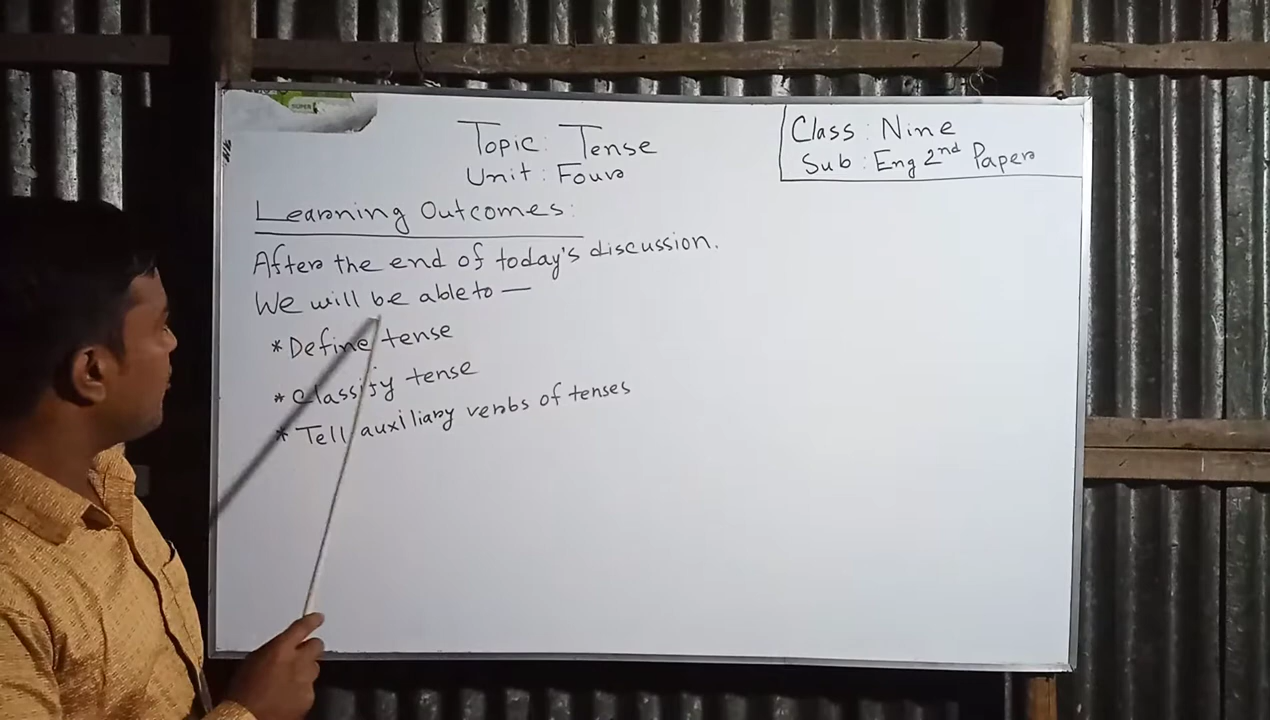 Topic: Tense
Unit: Four
Class: Nine
Sub: Eng 2nd Paper
Learning Outcomes:
After the end of today's discussion.
We will be able to —
*Define tense
*Classify tense
*Tell auxiliary verbs of tenses